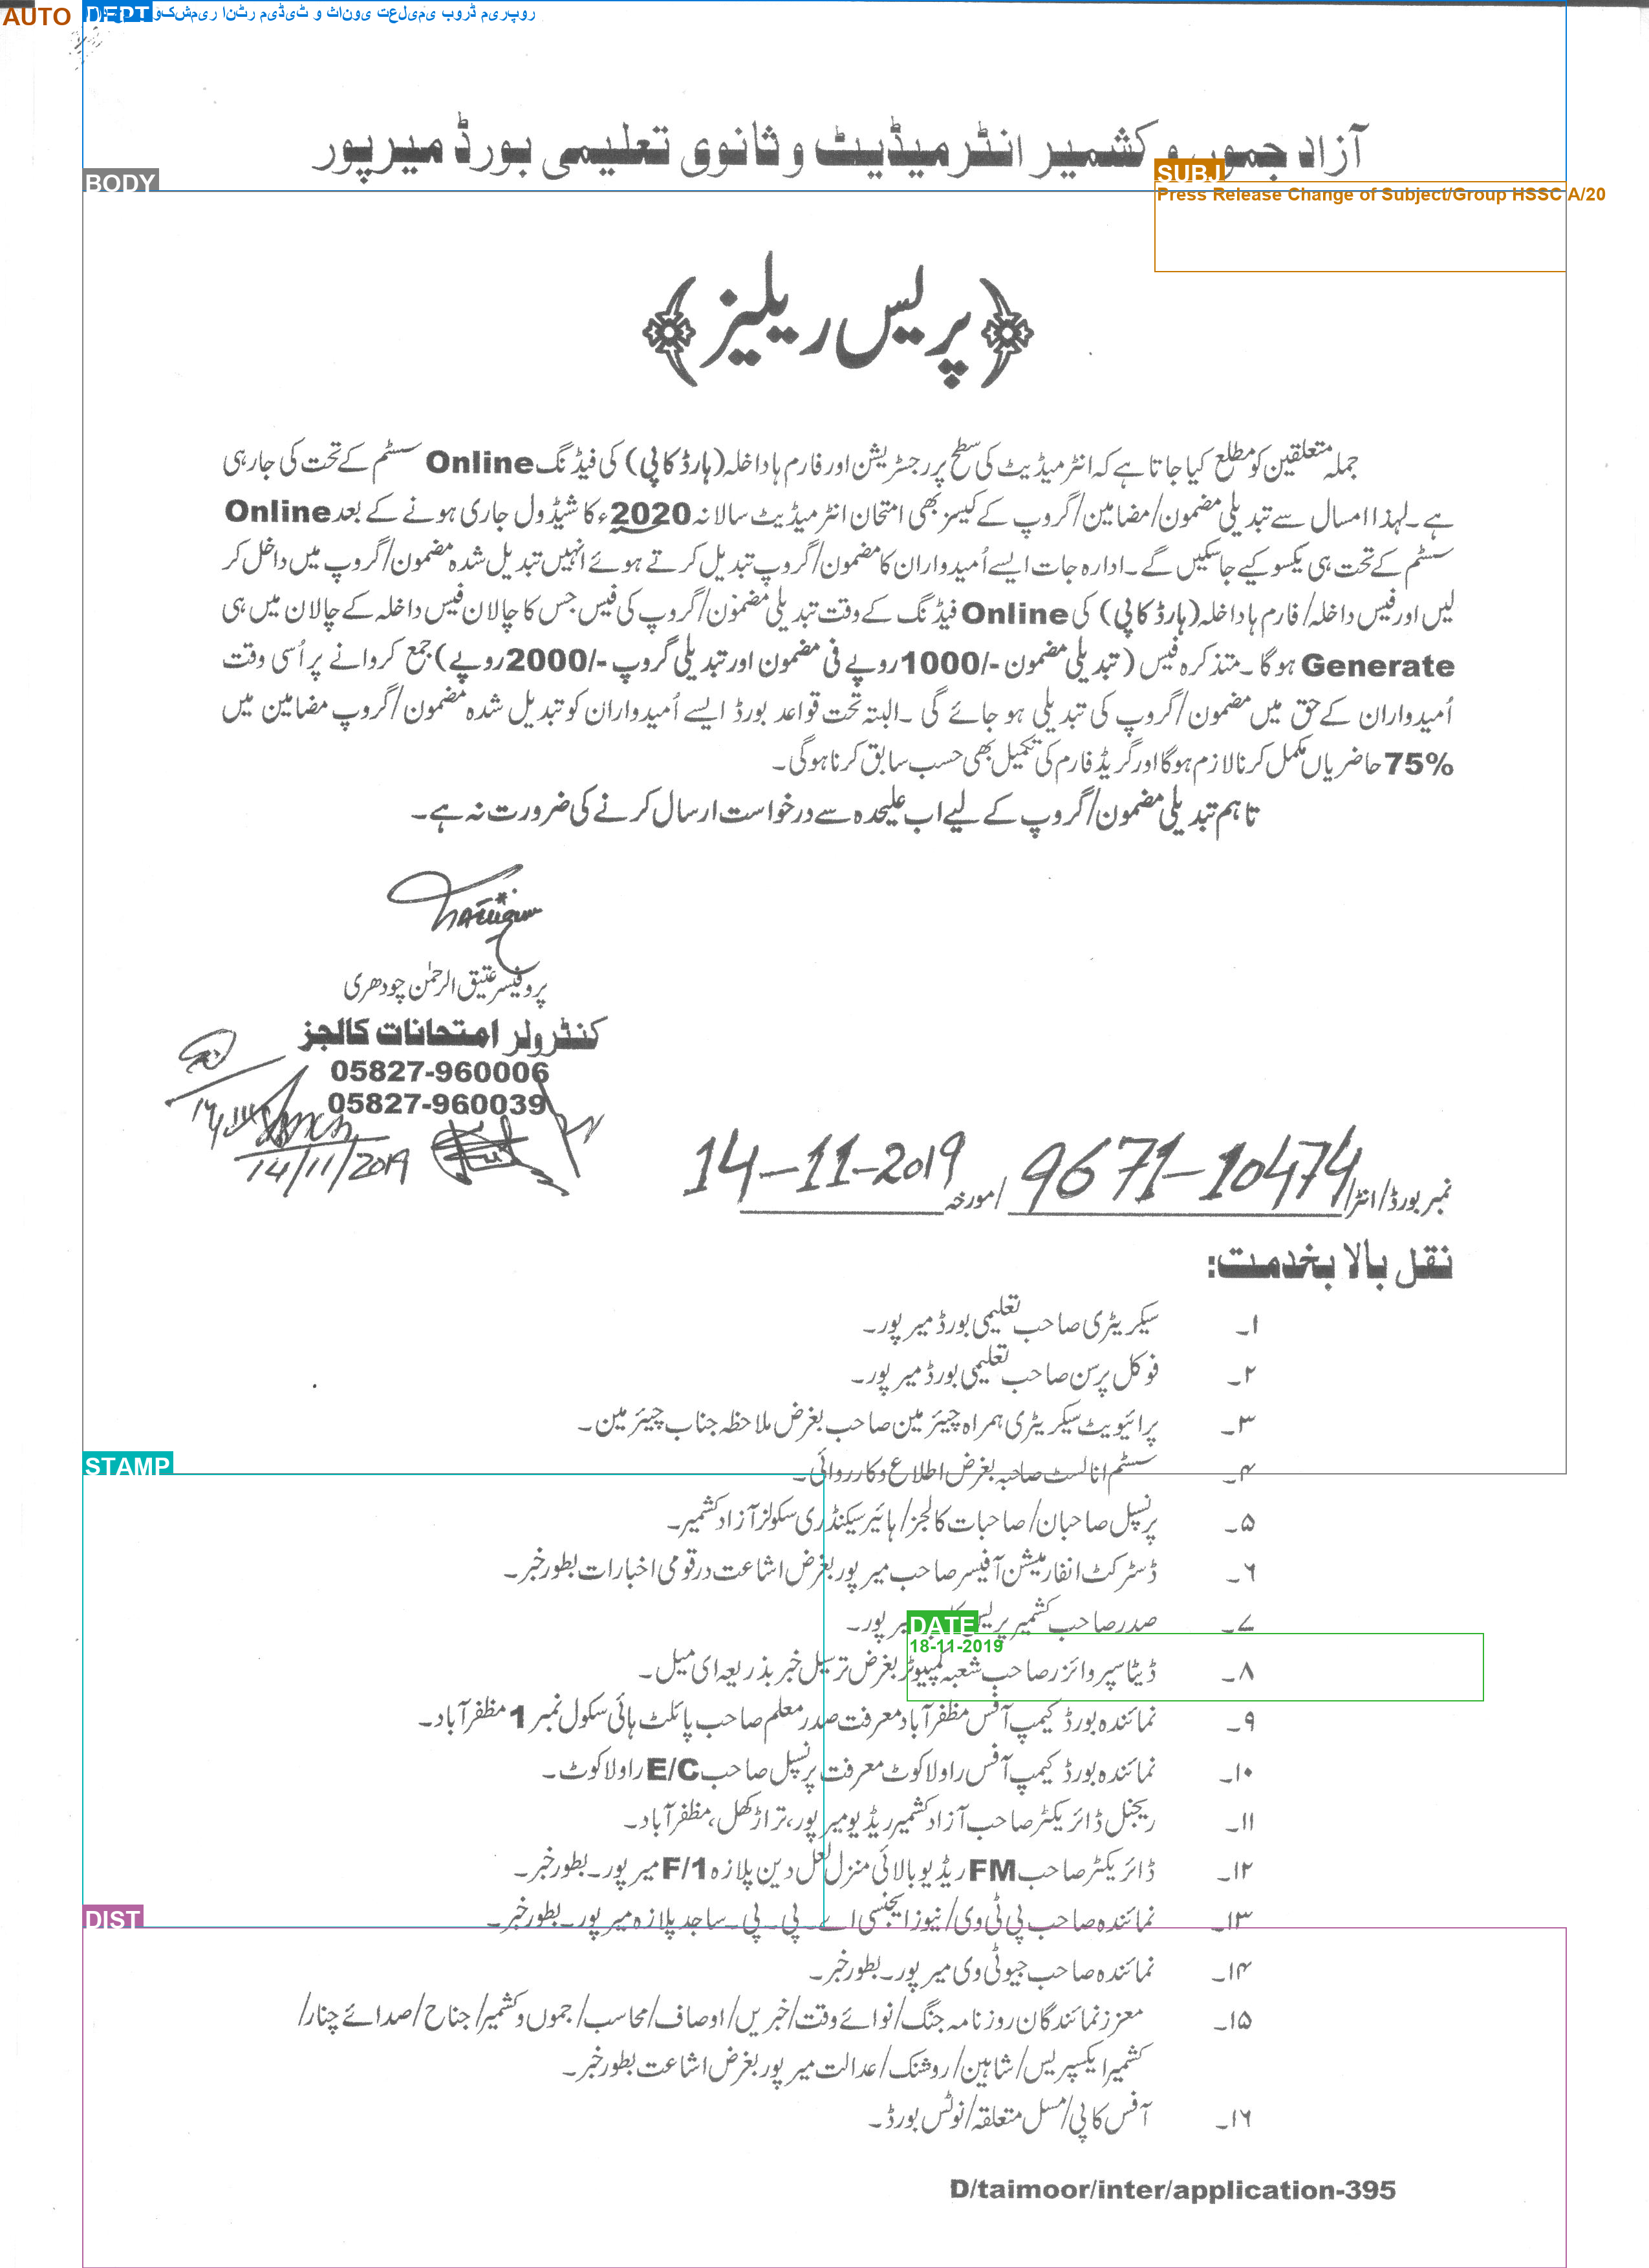 AUTO
DEPT
آزاد جموں و کشمیر انٹرمیڈیٹ و ثانوی تعلیمی بورڈ میرپور
BODY
SUBJ
Press Release Change of Subject/Group HSSC A/20
پریس ریلیز
جملہ متعلقین کو مطلع کیا جاتا ہے کہ انٹرمیڈیٹ کی سطح پر رجسٹریشن اور فارم ہا داخلہ (ہارڈ کاپی) کی فیڈنگ Online سسٹم کے تحت کی جا رہی
ہے۔ لہذا امسال سے تبدیلی مضمون/مضامین/گروپ کے کیسز بھی امتحان انٹرمیڈیٹ سالانہ 2020ء کا شیڈول جاری ہونے کے بعد Online
سسٹم کے تحت ہی یکسو کیے جا سکیں گے۔ ادارہ جات ایسے اُمیدواران کا مضمون/گروپ تبدیل کرتے ہوئے انہیں تبدیل شدہ مضمون/گروپ میں داخل کر
لیں اور فیس داخلہ/فارم ہا داخلہ (ہارڈ کاپی) کی Online فیڈنگ کے وقت تبدیلی مضمون/گروپ کی فیس جس کا چالان فیس داخلہ کے چالان میں ہی
Generate ہوگا۔ متذکرہ فیس (تبدیلی مضمون -/1000 روپے فی مضمون اور تبدیلی گروپ -/2000 روپے) جمع کروانے پر اُسی وقت
اُمیدواران کے حق میں مضمون/گروپ کی تبدیلی ہو جائے گی۔ البتہ تحت قواعد بورڈ ایسے اُمیدواران کو تبدیل شدہ مضمون/گروپ مضامین میں
75% حاضریاں مکمل کرنا لازم ہوگا اور گریڈ فارم کی تکمیل بھی حسب سابق کرنا ہوگی۔
تاہم تبدیلی مضمون/گروپ کے لیے اب علیحدہ سے درخواست ارسال کرنے کی ضرورت نہ ہے۔
پروفیسر عتیق الرحمٰن چودھری
کنٹرولر امتحانات کالجز
05827-960006
05827-960039
14/11/2019
نمبر بورڈ/انٹر/ 9671-10474 /مورخہ 14-11-2019
نقل بالا بخدمت:
۱۔ سیکریٹری صاحب تعلیمی بورڈ میرپور۔
۲۔ فوکل پرسن صاحب تعلیمی بورڈ میرپور۔
۳۔ پرائیویٹ سیکریٹری ہمراہ چیئرمین صاحب بغرض ملاحظہ جناب چیئرمین۔
STAMP
۴۔ سسٹم انالسٹ صاحبہ بغرض اطلاع و کارروائی۔
۵۔ پرنسپل صاحبان/صاحبات کالجز/ہائیر سیکنڈری سکولز آزاد کشمیر۔
۶۔ ڈسٹرکٹ انفارمیشن آفیسر صاحب میرپور بغرض اشاعت در قومی اخبارات بطور خبر۔
۷۔ صدر صاحب کشمیر پریس میرپور۔
DATE
18-11-2019
۸۔ ڈیٹا سپروائزر صاحب شعبہ کمپیوٹر بغرض ترسیل خبر بذریعہ ای میل۔
۹۔ نمائندہ بورڈ کیمپ آفس مظفرآباد معرفت صدر معلم صاحب پائلٹ ہائی سکول نمبر 1 مظفرآباد۔
۱۰۔ نمائندہ بورڈ کیمپ آفس راولاکوٹ معرفت پرنسپل صاحب E/C راولاکوٹ۔
۱۱۔ ریجنل ڈائریکٹر صاحب آزاد کشمیر ریڈیو میرپور، تراڑکھل، مظفرآباد۔
۱۲۔ ڈائریکٹر صاحب FM ریڈیو بالائی منزل لعل دین پلازہ F/1 میرپور۔ بطور خبر۔
DIST
۱۳۔ نمائندہ صاحب پی ٹی وی/نیوز ایجنسی اے۔ پی۔ پی۔ ساجد پلازہ میرپور۔ بطور خبر۔
۱۴۔ نمائندہ صاحب جیو ٹی وی میرپور۔ بطور خبر۔
۱۵۔ معزز نمائندگان روزنامہ جنگ/نوائے وقت/خبریں/اوصاف/محاسب/جموں و کشمیر/جناح/صدائے چنار/
کشمیر ایکسپریس/شاہین/روشنک/عدالت میرپور بغرض اشاعت بطور خبر۔
۱۶۔ آفس کاپی/مسل متعلقہ/نوٹس بورڈ۔
D/taimoor/inter/application-395